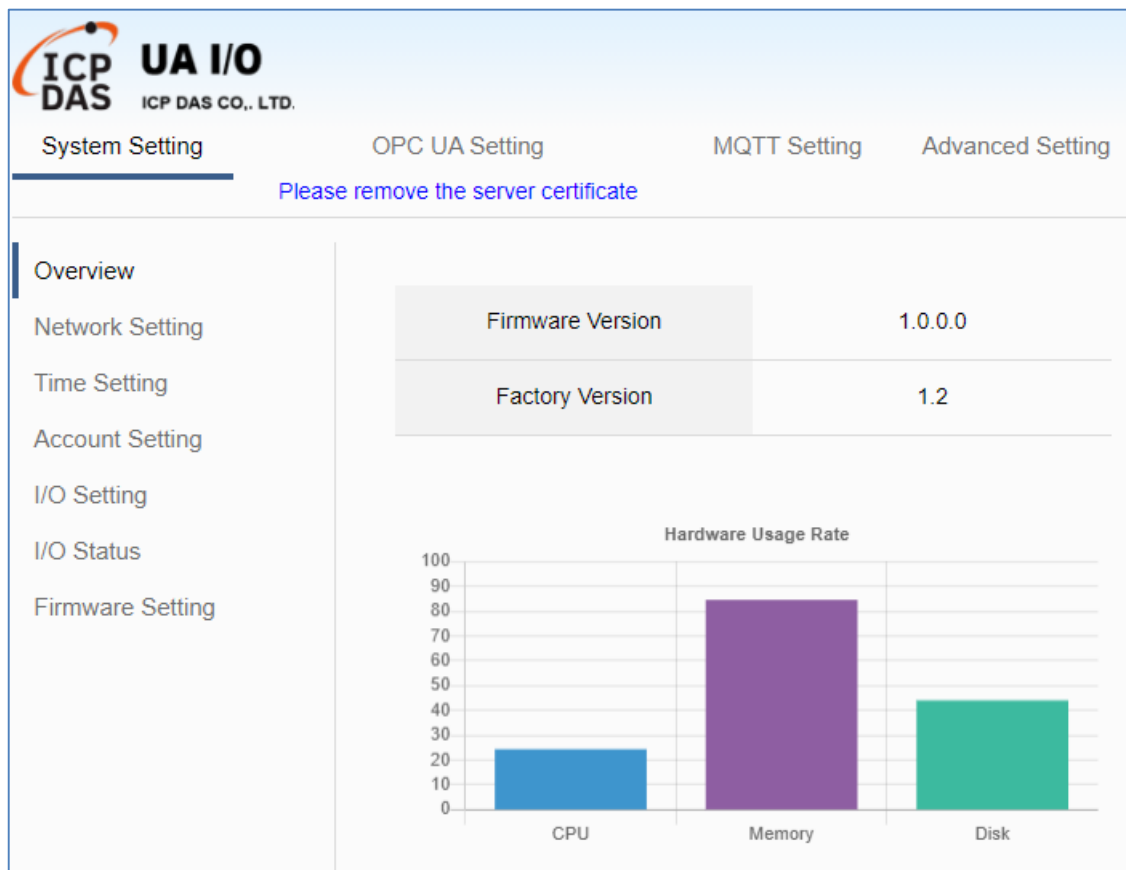 ICP
DAS
UA I/O
ICP DAS CO,. LTD.
System Setting OPC UA Setting MQTT Setting Advanced Setting
Please remove the server certificate
Overview
Network Setting
Time Setting
Account Setting
I/O Setting
I/O Status
Firmware Setting
Firmware Version 1.0.0.0
Factory Version 1.2
Hardware Usage Rate
100
90
80
70
60
50
40
30
20
10
0
CPU Memory Disk